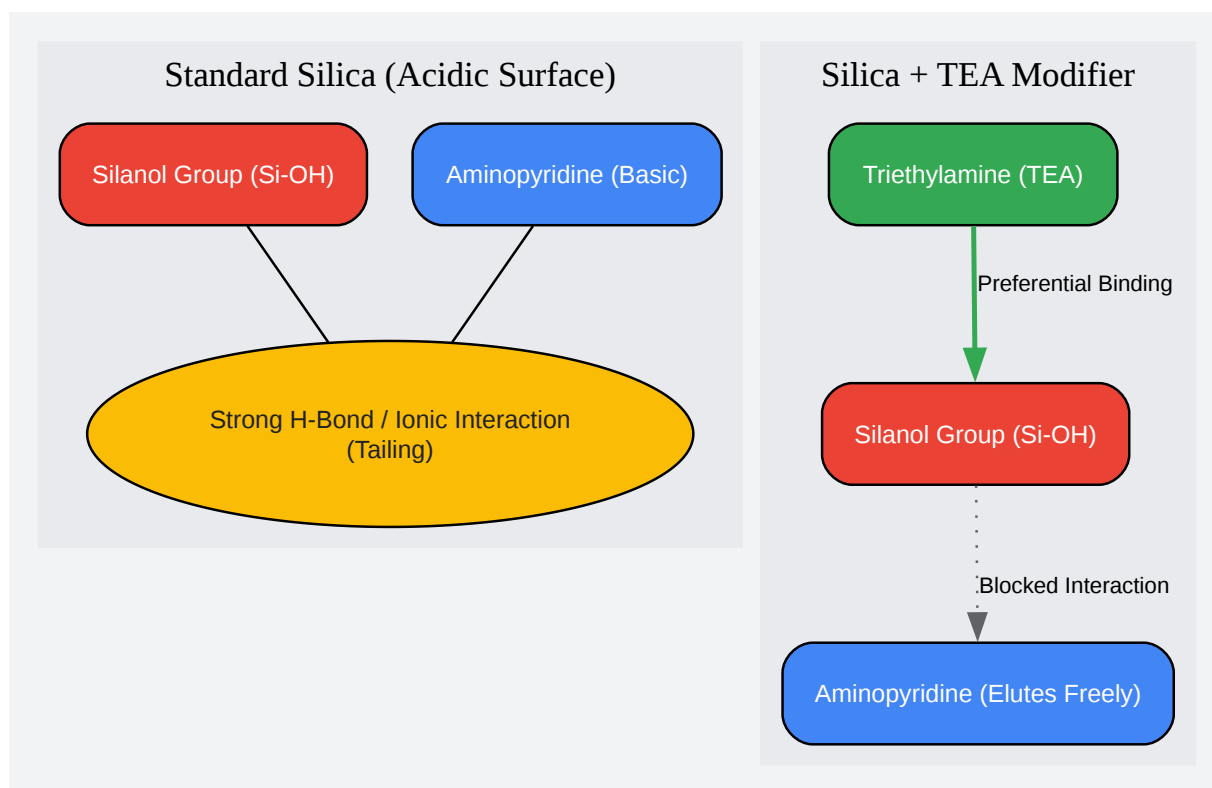 Standard Silica (Acidic Surface)
Silanol Group (Si-OH)
Aminopyridine (Basic)
Strong H-Bond / Ionic Interaction
(Tailing)
Silica + TEA Modifier
Triethylamine (TEA)
Preferential Binding
Silanol Group (Si-OH)
Blocked Interaction
Aminopyridine (Elutes Freely)